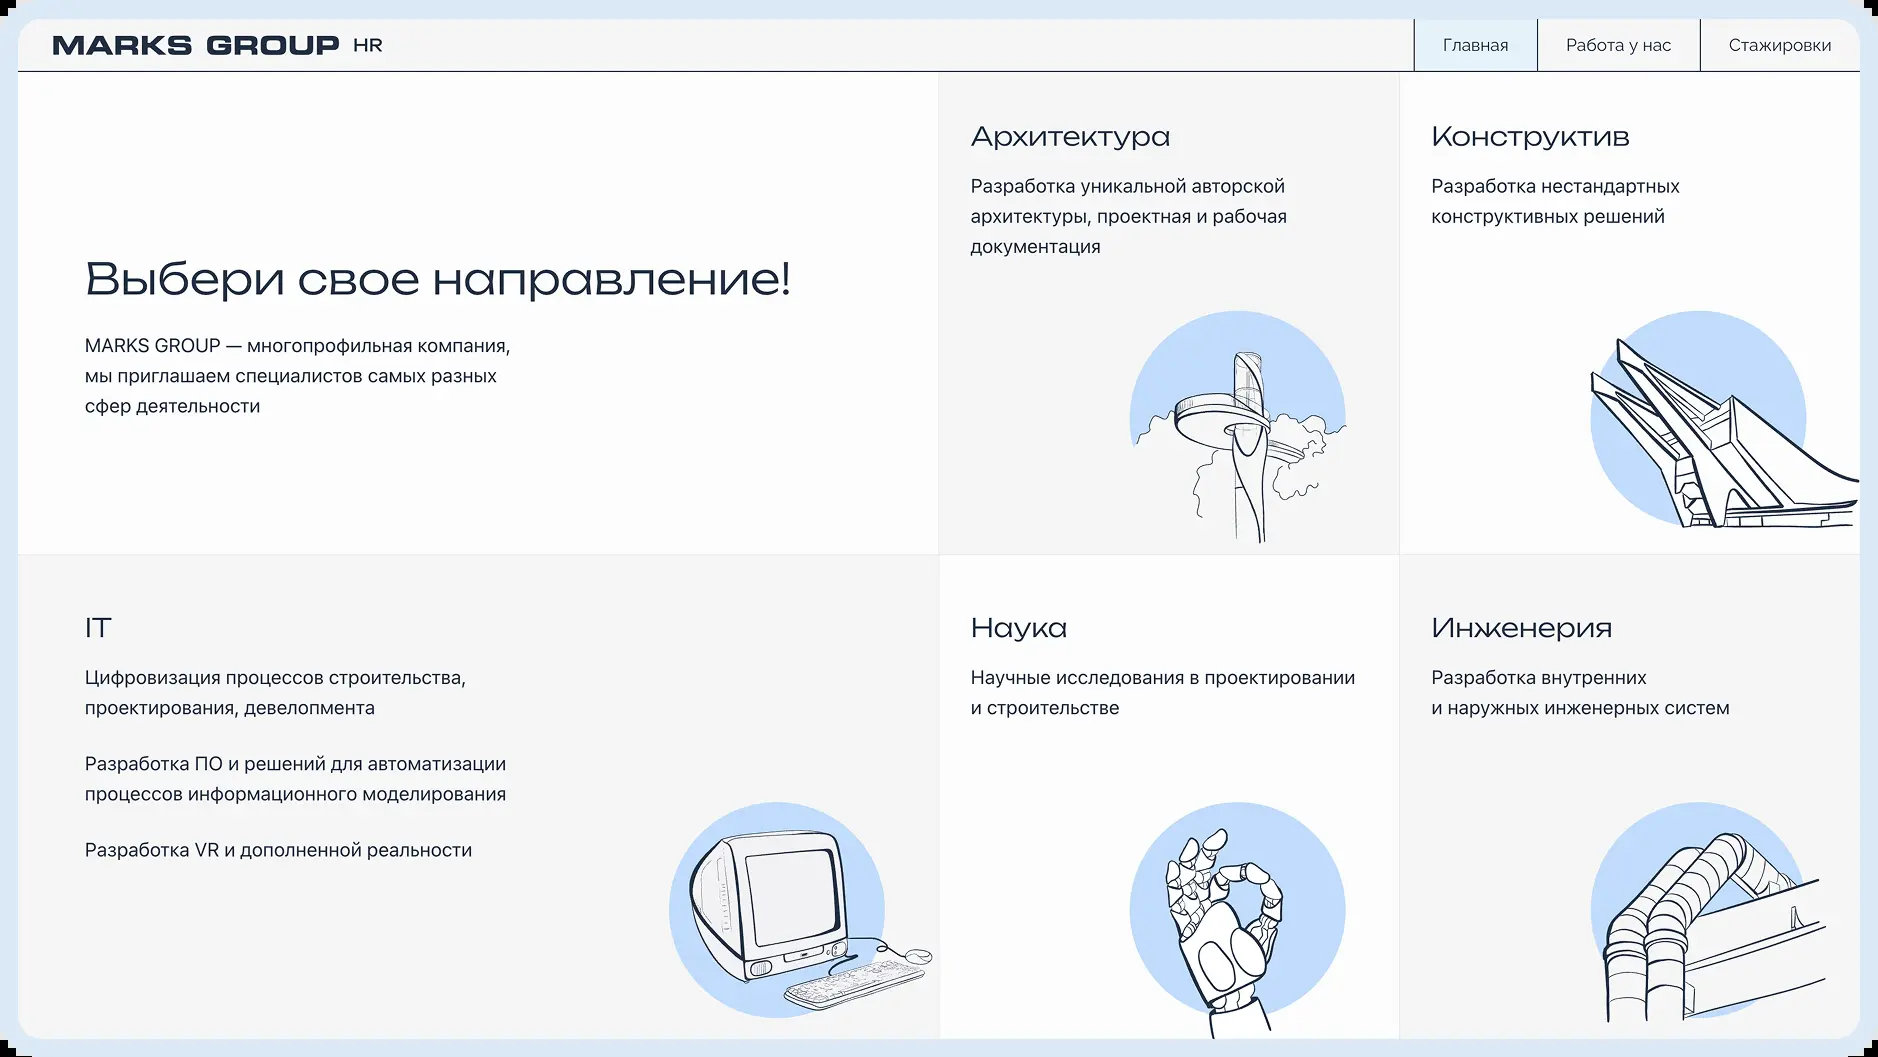 MARKS GROUP HR
Главная
Работа у нас
Стажировки
Выбери свое направление!
MARKS GROUP — многопрофильная компания,
мы приглашаем специалистов самых разных
сфер деятельности
Архитектура
Разработка уникальной авторской
архитектуры, проектная и рабочая
документация
Конструктив
Разработка нестандартных
конструктивных решений
IT
Цифровизация процессов строительства,
проектирования, девелопмента
Разработка ПО и решений для автоматизации
процессов информационного моделирования
Разработка VR и дополненной реальности
Наука
Научные исследования в проектировании
и строительстве
Инженерия
Разработка внутренних
и наружных инженерных систем